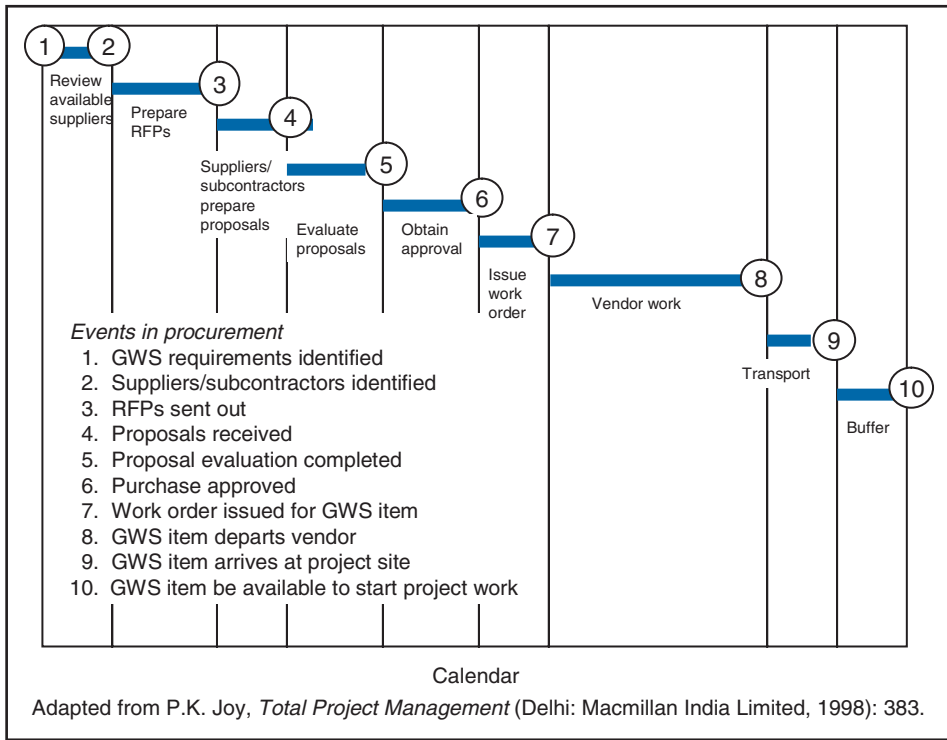 1
2
Review
available
suppliers
3
Prepare
RFPs
4
Suppliers/
subcontractors
prepare
proposals
5
Evaluate
proposals
6
Obtain
approval
7
Issue
work
order
8
Vendor work
9
Transport
10
Buffer
Events in procurement
1. GWS requirements identified
2. Suppliers/subcontractors identified
3. RFPs sent out
4. Proposals received
5. Proposal evaluation completed
6. Purchase approved
7. Work order issued for GWS item
8. GWS item departs vendor
9. GWS item arrives at project site
10. GWS item be available to start project work
Calendar
Adapted from P.K. Joy, Total Project Management (Delhi: Macmillan India Limited, 1998): 383.